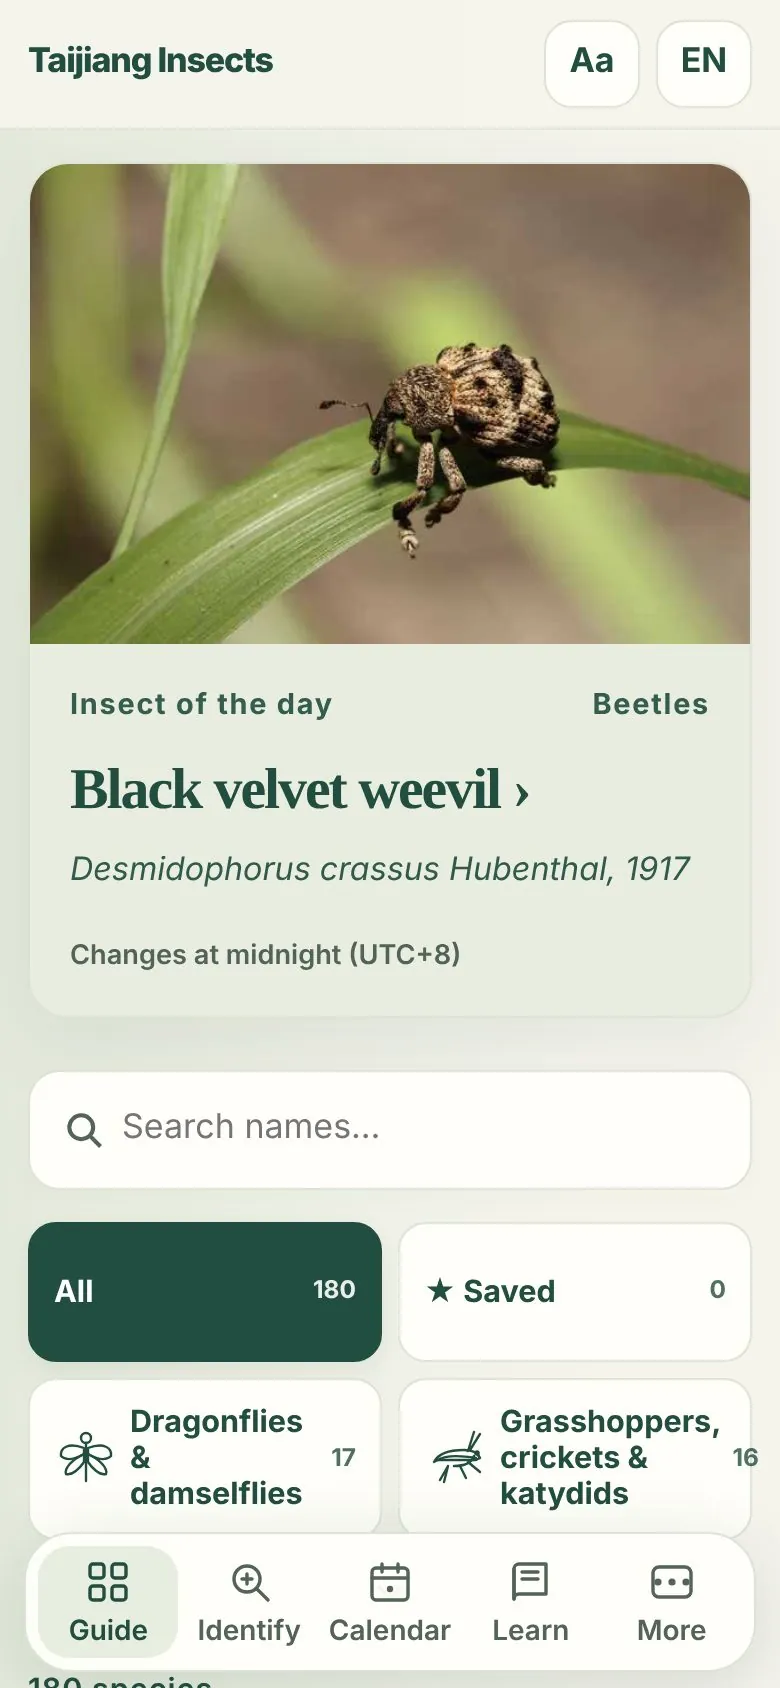 Taijiang Insects
Aa
EN
Insect of the day
Beetles
Black velvet weevil ›
Desmidophorus crassus Hubenthal, 1917
Changes at midnight (UTC+8)
Search names...
All
180
★ Saved
0
Dragonflies
&
damselflies
17
Grasshoppers,
crickets &
katydids
16
Guide
Identify
Calendar
Learn
More
180 species